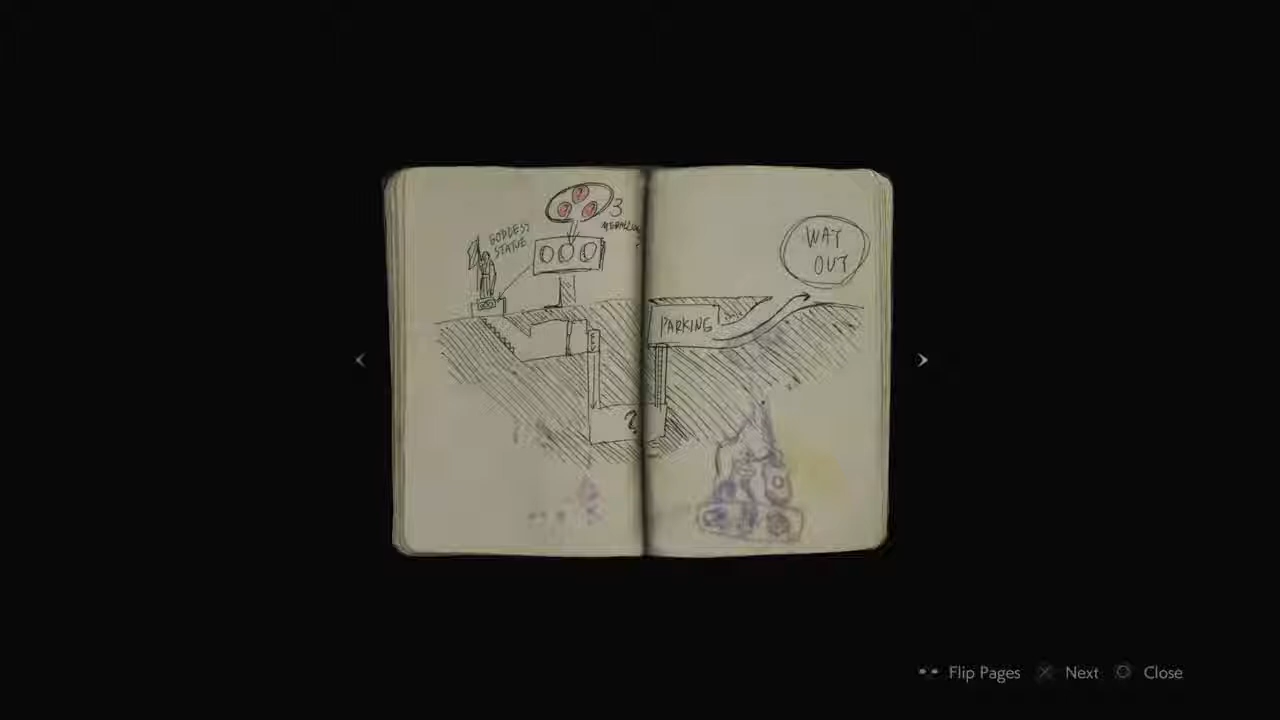 3
GODDESS
STATUE
WAY
OUT
PARKING
?
Flip Pages
Next
Close